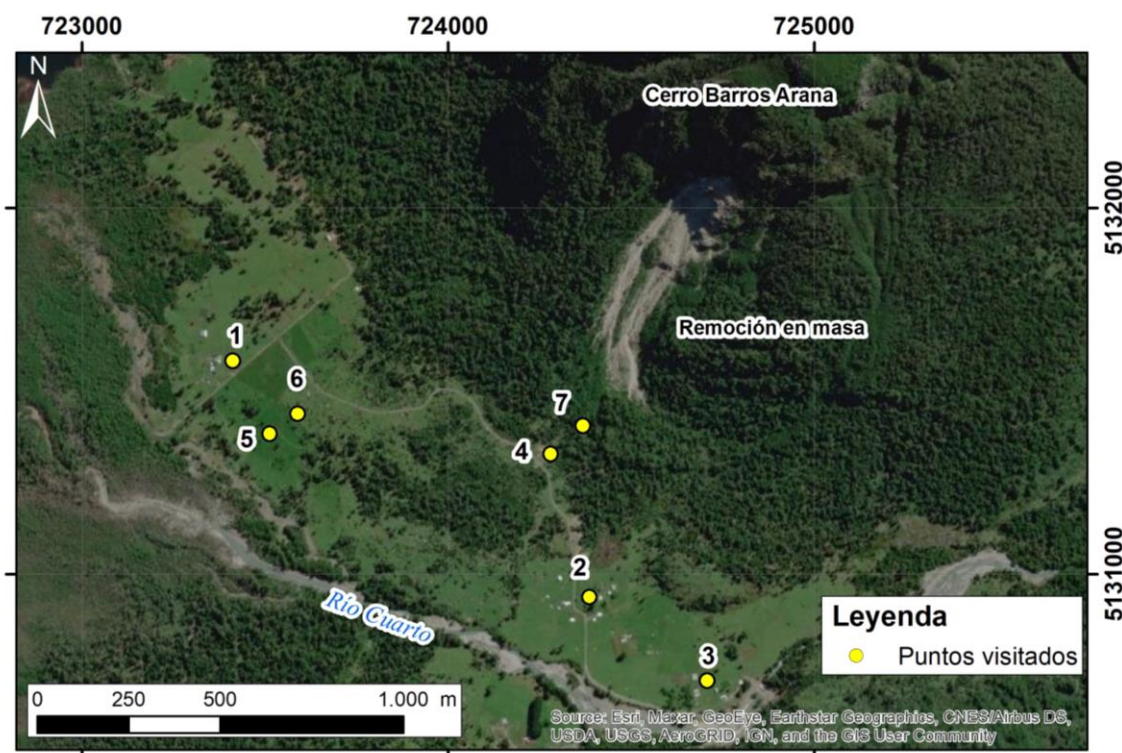 723000
724000
725000
N
Cerro Barros Arana
5132000
Remoción en masa
1
6
7
5
4
5131000
2
Río Cuarto
3
Leyenda
Puntos visitados
0 250 500 1.000 m
Source: Esri, Maxar, GeoEye, Earthstar Geographics, CNES/Airbus DS,
USDA, USGS, AeroGRID, IGN, and the GIS User Community